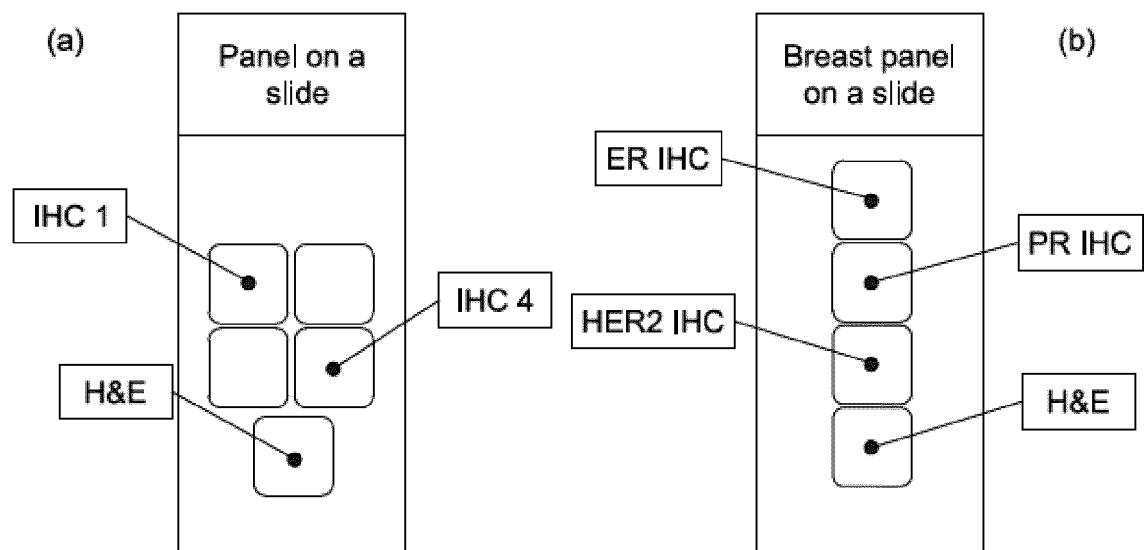 (a)
Panel on a
slide
IHC 1
IHC 4
H&E
(b)
Breast panel
on a slide
ER IHC
PR IHC
HER2 IHC
H&E